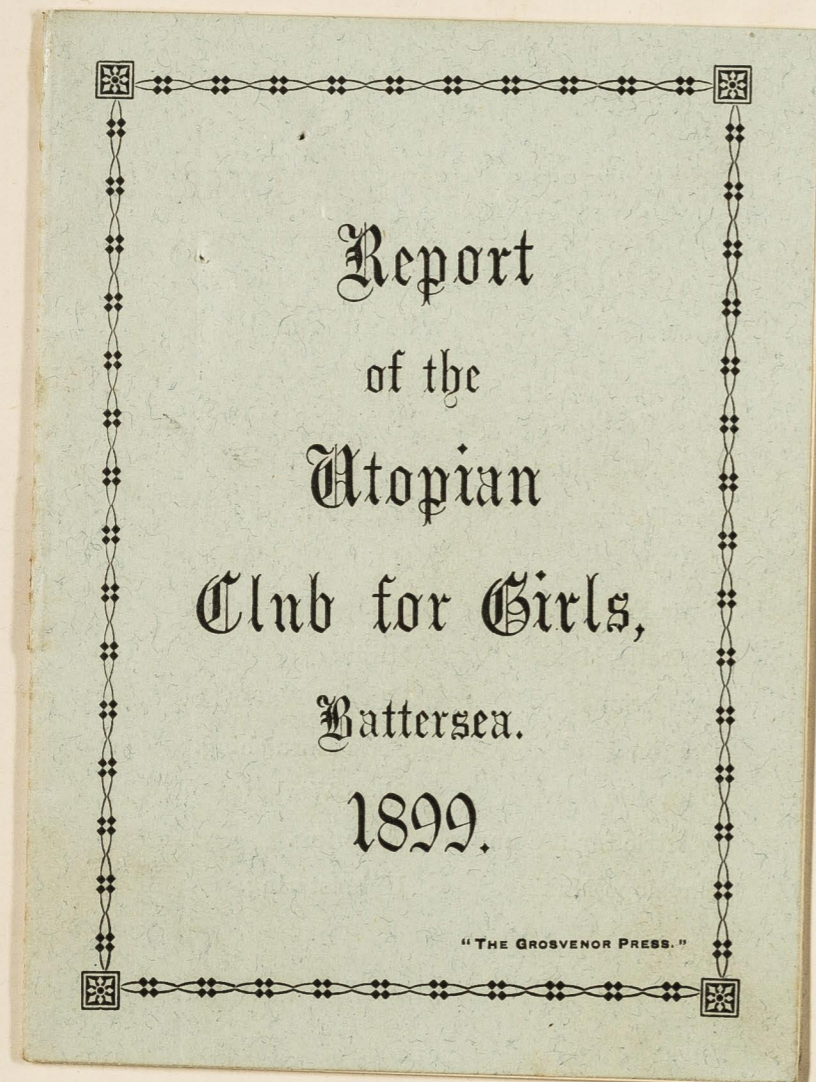 Report
of the
Utopian
Club for Girls,
Battersea.
1899.
"THE GROSVENOR PRESS."